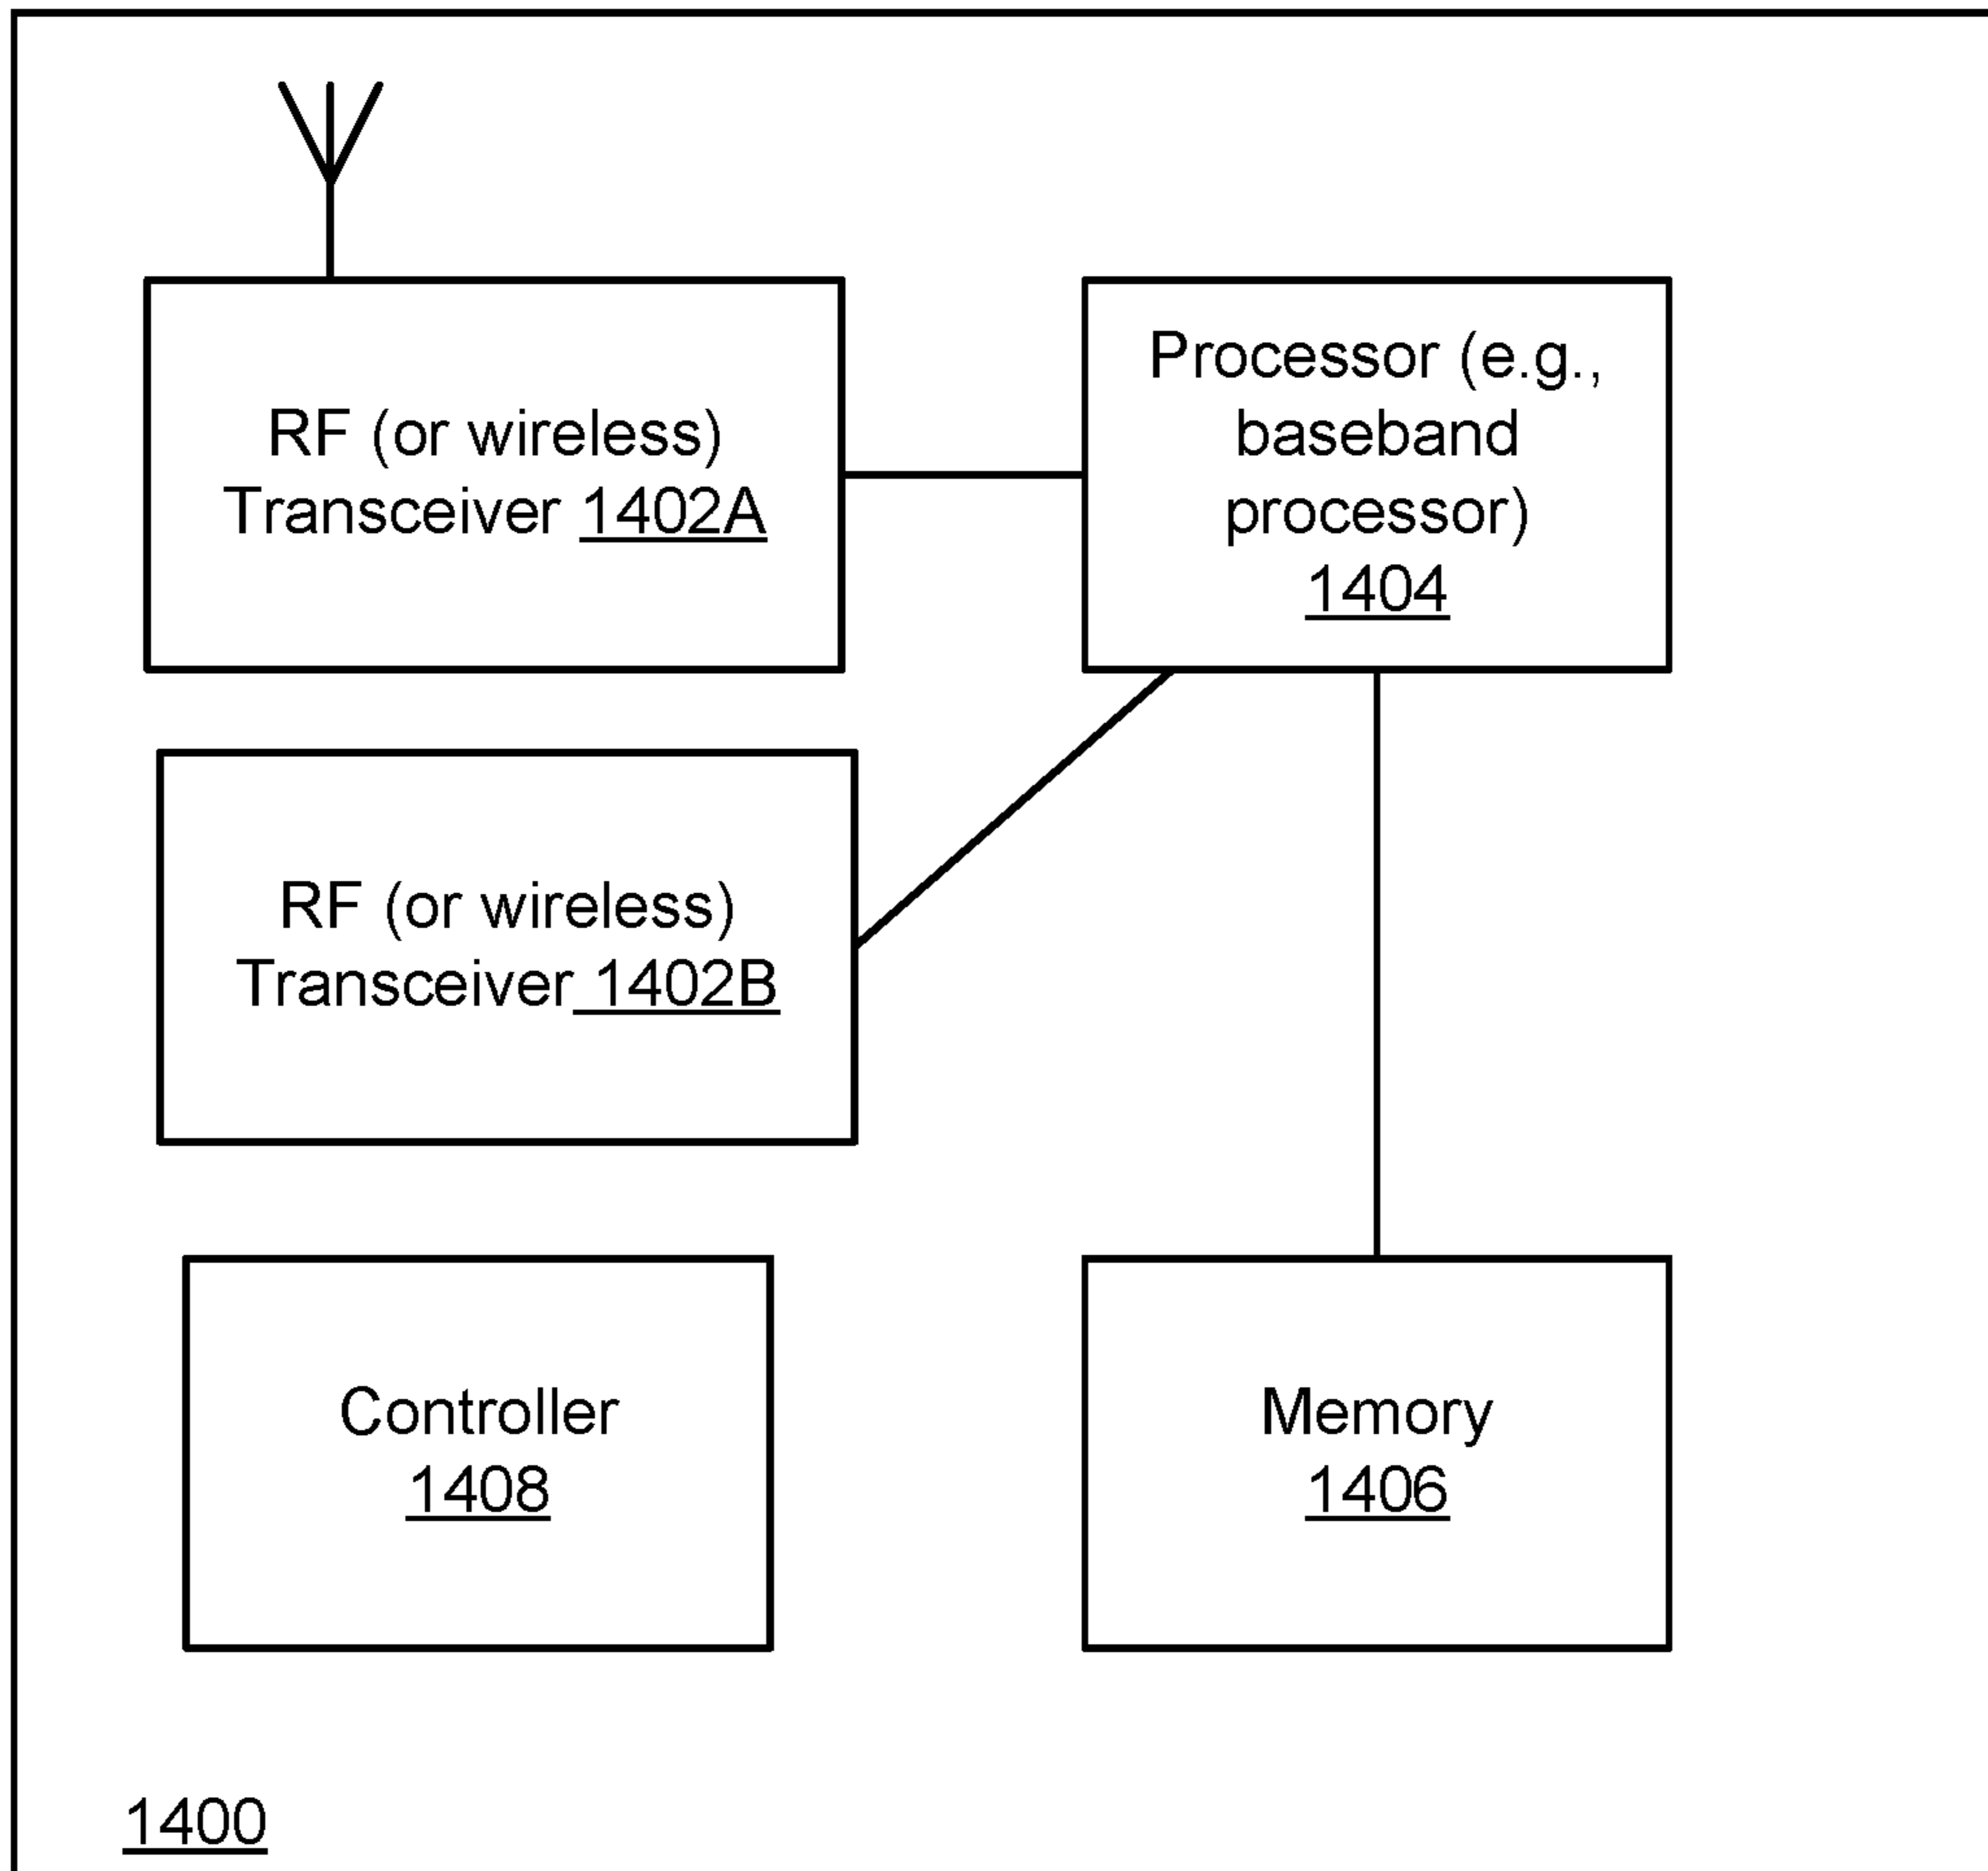 RF (or wireless)
Transceiver 1402A
Processor (e.g.,
baseband
processor)
1404
RF (or wireless)
Transceiver 1402B
Controller
1408
Memory
1406
1400